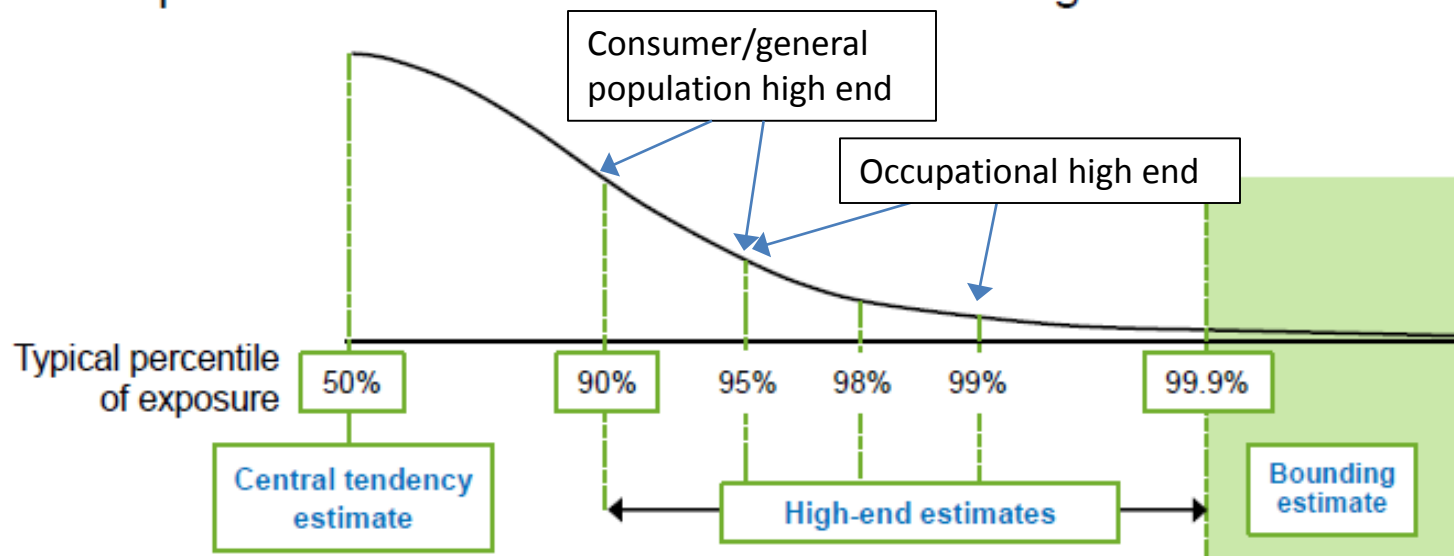 Consumer/general
population high end
Occupational high end
Typical percentile
of exposure
50%
90%
95%
98%
99%
99.9%
Central tendency
estimate
High-end estimates
Bounding
estimate